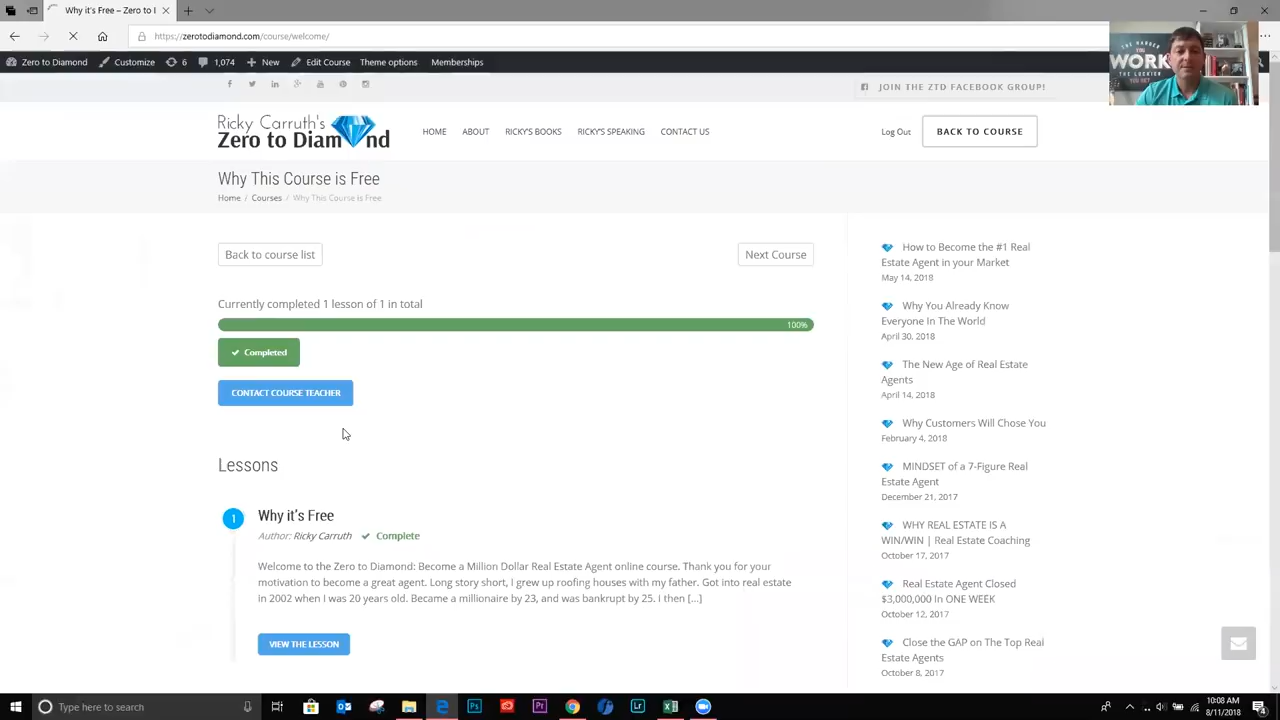 Why it's Free – Zero to D
https://zerotodiamond.com/course/welcome/
Zero to Diamond Customize 6 1,074 New Edit Course Theme options Memberships
THE HARDER
YOU
WORK
THE LUCKIER
YOU GET
JOIN THE ZTD FACEBOOK GROUP!
Ricky Carruth's
Zero to Diamond
HOME ABOUT RICKY'S BOOKS RICKY'S SPEAKING CONTACT US
Log Out BACK TO COURSE
Why This Course is Free
Home / Courses / Why This Course is Free
Back to course list
Next Course
Currently completed 1 lesson of 1 in total
100%
Completed
CONTACT COURSE TEACHER
Lessons
1
Why it's Free
Author: Ricky Carruth Complete
Welcome to the Zero to Diamond: Become a Million Dollar Real Estate Agent online course. Thank you for your
motivation to become a great agent. Long story short, I grew up roofing houses with my father. Got into real estate
in 2002 when I was 20 years old. Became a millionaire by 23, and was bankrupt by 25. I then [...]
VIEW THE LESSON
How to Become the #1 Real
Estate Agent in your Market
May 14, 2018
Why You Already Know
Everyone In The World
April 30, 2018
The New Age of Real Estate
Agents
April 14, 2018
Why Customers Will Chose You
February 4, 2018
MINDSET of a 7-Figure Real
Estate Agent
December 21, 2017
WHY REAL ESTATE IS A
WIN/WIN | Real Estate Coaching
October 17, 2017
Real Estate Agent Closed
$3,000,000 In ONE WEEK
October 12, 2017
Close the GAP on The Top Real
Estate Agents
October 8, 2017
Type here to search
10:08 AM
8/11/2018